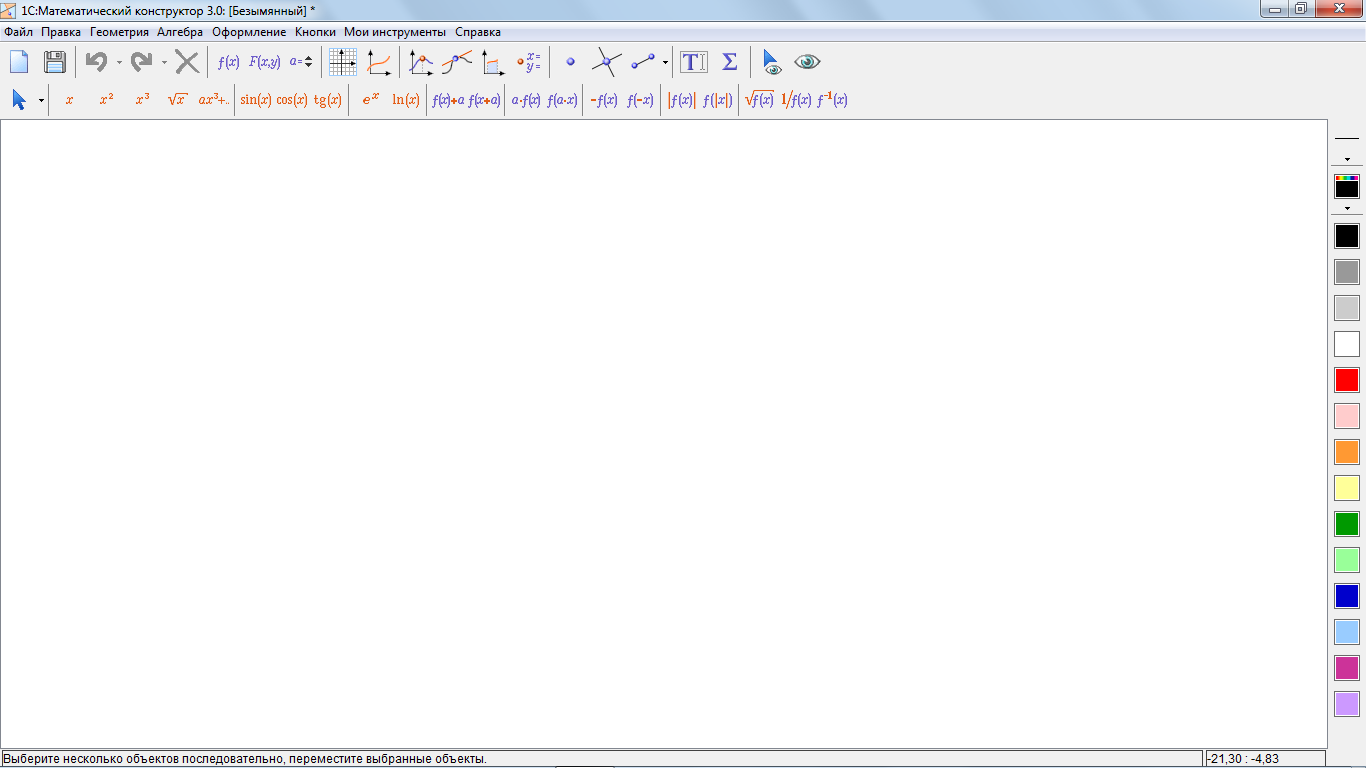 1С:Математический конструктор 3.0: [Безымянный] *
Файл Правка Геометрия Алгебра Оформление Кнопки Мои инструменты Справка
f(x) F(x,y) a= x= y= T Σ
x x² x³ √x ax³+.. sin(x) cos(x) tg(x) eˣ ln(x) f(x)+a f(x+a) a·f(x) f(a·x) -f(x) f(-x) |f(x)| f(|x|) √f(x) 1/f(x) f⁻¹(x)
Выберите несколько объектов последовательно, переместите выбранные объекты.
-21,30 : -4,83